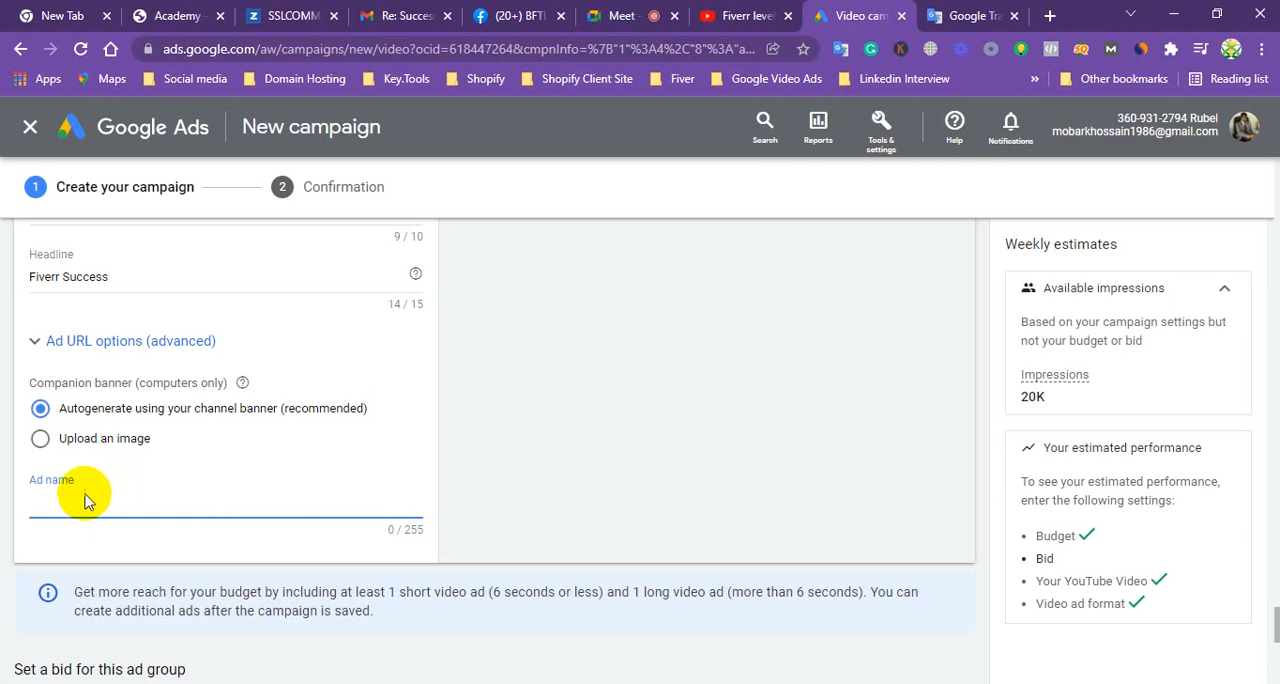 New Tab
Academy -
SSLCOMM
Re: Succes
(20+) BFTI
Meet -
Fiverr leve
Video cam
Google Tra
ads.google.com/aw/campaigns/new/video?ocid=618447264&cmpnInfo=%7B"1"%3A4%2C"8"%3A"a...
Apps
Maps
Social media
Domain Hosting
Key.Tools
Shopify
Shopify Client Site
Fiver
Google Video Ads
Linkedin Interview
»
Other bookmarks
Reading list
Google Ads
New campaign
Search
Reports
Tools & settings
Help
Notifications
360-931-2794 Rubel
mobarkhossain1986@gmail.com
1 Create your campaign
2 Confirmation
9 / 10
Headline
Fiverr Success
14 / 15
Ad URL options (advanced)
Companion banner (computers only)
Autogenerate using your channel banner (recommended)
Upload an image
Ad name
0 / 255
Get more reach for your budget by including at least 1 short video ad (6 seconds or less) and 1 long video ad (more than 6 seconds). You can
create additional ads after the campaign is saved.
Set a bid for this ad group
Weekly estimates
Available impressions
Based on your campaign settings but
not your budget or bid
Impressions
20K
Your estimated performance
To see your estimated performance,
enter the following settings:
• Budget
• Bid
• Your YouTube Video
• Video ad format